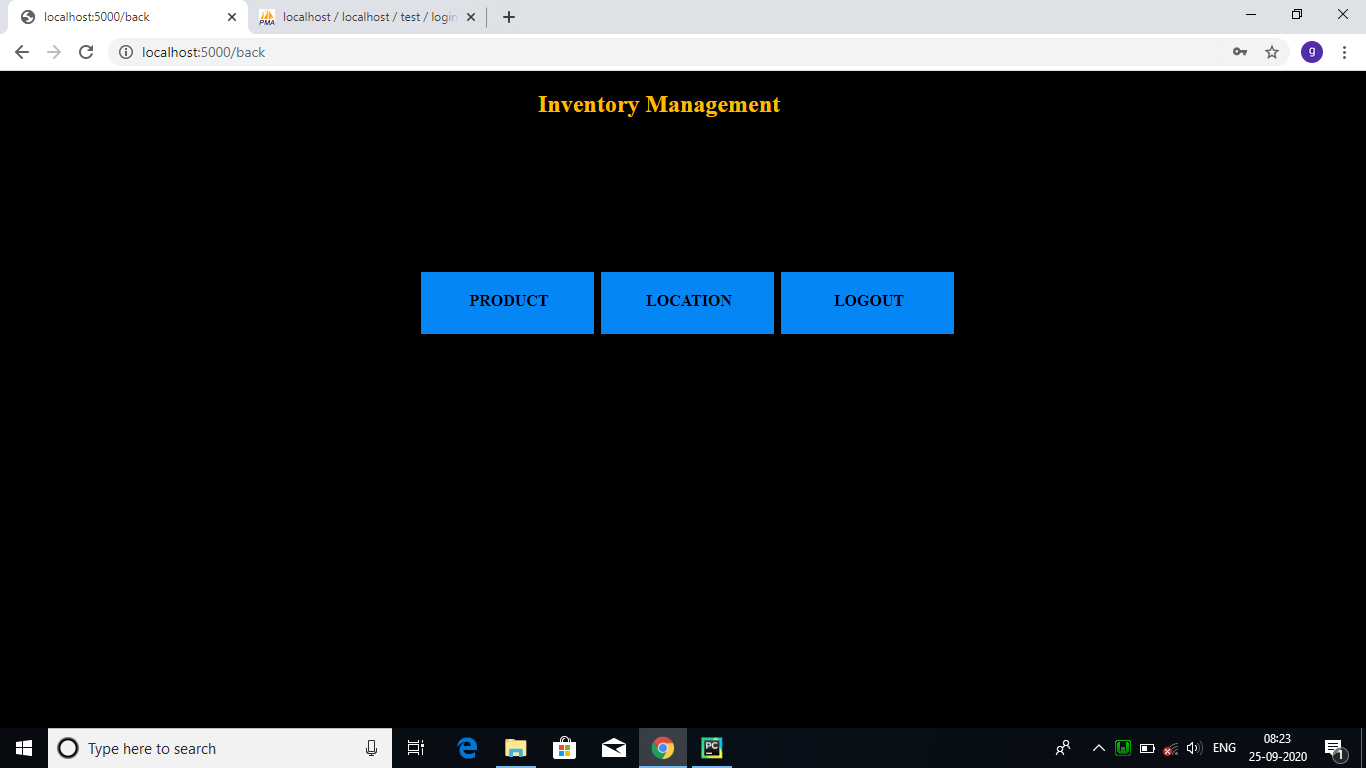 localhost:5000/back
localhost / localhost / test / login
localhost:5000/back
g
Inventory Management
PRODUCT LOCATION LOGOUT
Type here to search
PC
ENG
08:23
25-09-2020
1